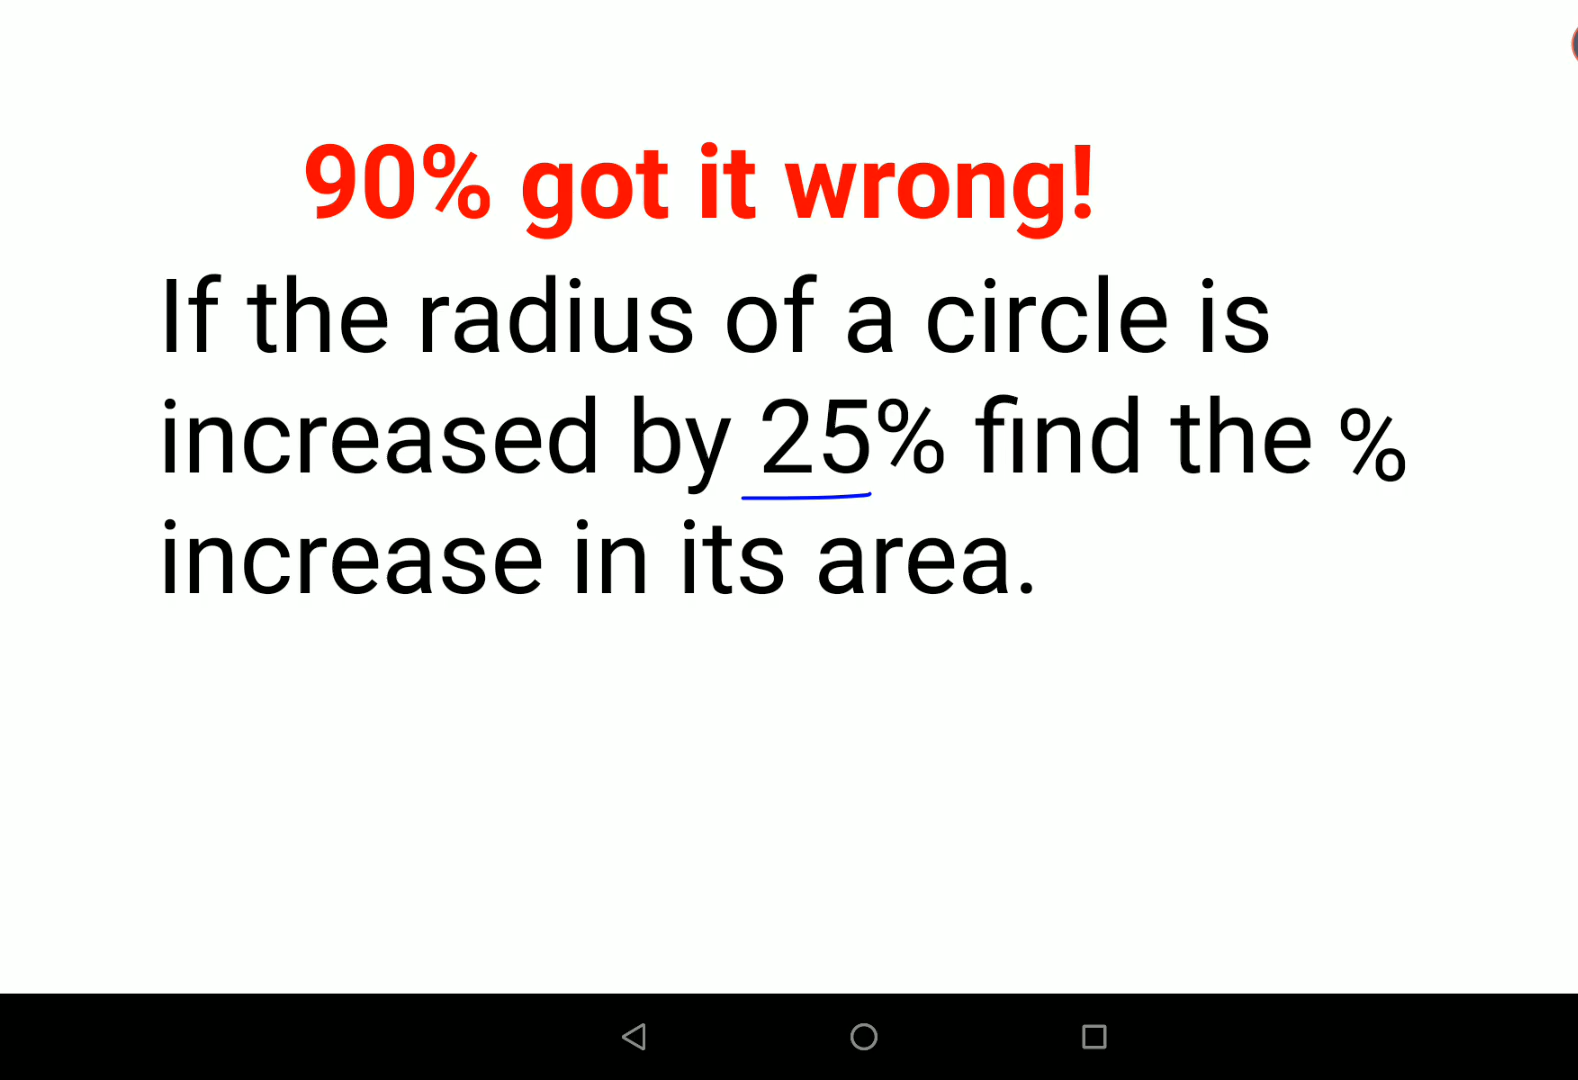 90% got it wrong!
If the radius of a circle is
increased by 25% find the %
increase in its area.